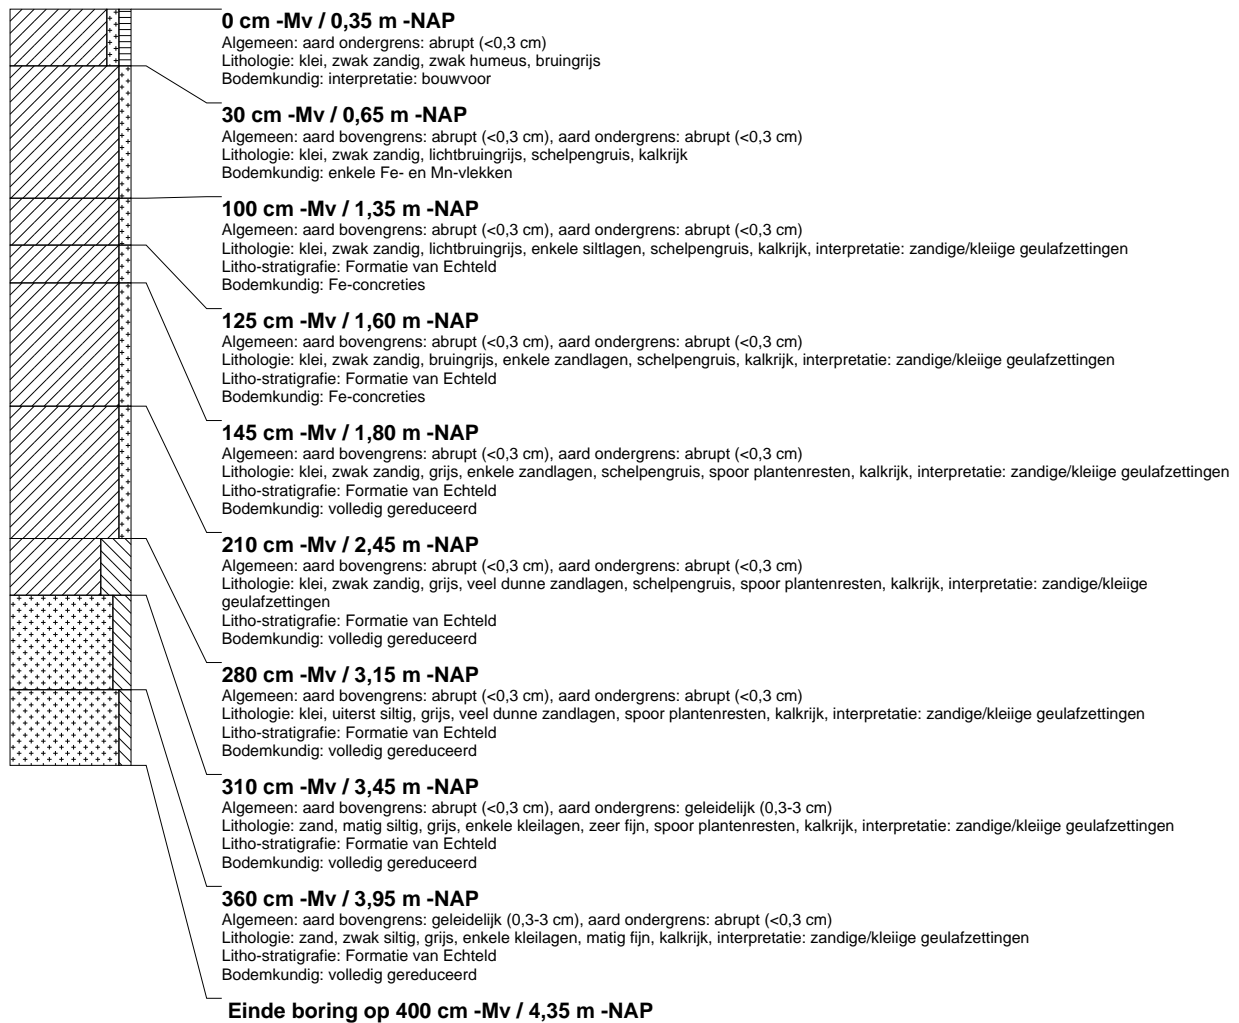 0 cm -Mv / 0,35 m -NAP
Algemeen: aard ondergrens: abrupt (<0,3 cm)
Lithologie: klei, zwak zandig, zwak humeus, bruingrijs
Bodemkundig: interpretatie: bouwvoor
30 cm -Mv / 0,65 m -NAP
Algemeen: aard bovengrens: abrupt (<0,3 cm), aard ondergrens: abrupt (<0,3 cm)
Lithologie: klei, zwak zandig, lichtbruingrijs, schelpengruis, kalkrijk
Bodemkundig: enkele Fe- en Mn-vlekken
100 cm -Mv / 1,35 m -NAP
Algemeen: aard bovengrens: abrupt (<0,3 cm), aard ondergrens: abrupt (<0,3 cm)
Lithologie: klei, zwak zandig, lichtbruingrijs, enkele siltlagen, schelpengruis, kalkrijk, interpretatie: zandige/kleiige geulafzettingen
Litho-stratigrafie: Formatie van Echteld
Bodemkundig: Fe-concreties
125 cm -Mv / 1,60 m -NAP
Algemeen: aard bovengrens: abrupt (<0,3 cm), aard ondergrens: abrupt (<0,3 cm)
Lithologie: klei, zwak zandig, bruingrijs, enkele zandlagen, schelpengruis, kalkrijk, interpretatie: zandige/kleiige geulafzettingen
Litho-stratigrafie: Formatie van Echteld
Bodemkundig: Fe-concreties
145 cm -Mv / 1,80 m -NAP
Algemeen: aard bovengrens: abrupt (<0,3 cm), aard ondergrens: abrupt (<0,3 cm)
Lithologie: klei, zwak zandig, grijs, enkele zandlagen, schelpengruis, spoor plantenresten, kalkrijk, interpretatie: zandige/kleiige geulafzettingen
Litho-stratigrafie: Formatie van Echteld
Bodemkundig: volledig gereduceerd
210 cm -Mv / 2,45 m -NAP
Algemeen: aard bovengrens: abrupt (<0,3 cm), aard ondergrens: abrupt (<0,3 cm)
Lithologie: klei, zwak zandig, grijs, veel dunne zandlagen, schelpengruis, spoor plantenresten, kalkrijk, interpretatie: zandige/kleiige
geulafzettingen
Litho-stratigrafie: Formatie van Echteld
Bodemkundig: volledig gereduceerd
280 cm -Mv / 3,15 m -NAP
Algemeen: aard bovengrens: abrupt (<0,3 cm), aard ondergrens: abrupt (<0,3 cm)
Lithologie: klei, uiterst siltig, grijs, veel dunne zandlagen, spoor plantenresten, kalkrijk, interpretatie: zandige/kleiige geulafzettingen
Litho-stratigrafie: Formatie van Echteld
Bodemkundig: volledig gereduceerd
310 cm -Mv / 3,45 m -NAP
Algemeen: aard bovengrens: abrupt (<0,3 cm), aard ondergrens: geleidelijk (0,3-3 cm)
Lithologie: zand, matig siltig, grijs, enkele kleilagen, zeer fijn, spoor plantenresten, kalkrijk, interpretatie: zandige/kleiige geulafzettingen
Litho-stratigrafie: Formatie van Echteld
Bodemkundig: volledig gereduceerd
360 cm -Mv / 3,95 m -NAP
Algemeen: aard bovengrens: geleidelijk (0,3-3 cm), aard ondergrens: abrupt (<0,3 cm)
Lithologie: zand, zwak siltig, grijs, enkele kleilagen, matig fijn, kalkrijk, interpretatie: zandige/kleiige geulafzettingen
Litho-stratigrafie: Formatie van Echteld
Bodemkundig: volledig gereduceerd
Einde boring op 400 cm -Mv / 4,35 m -NAP